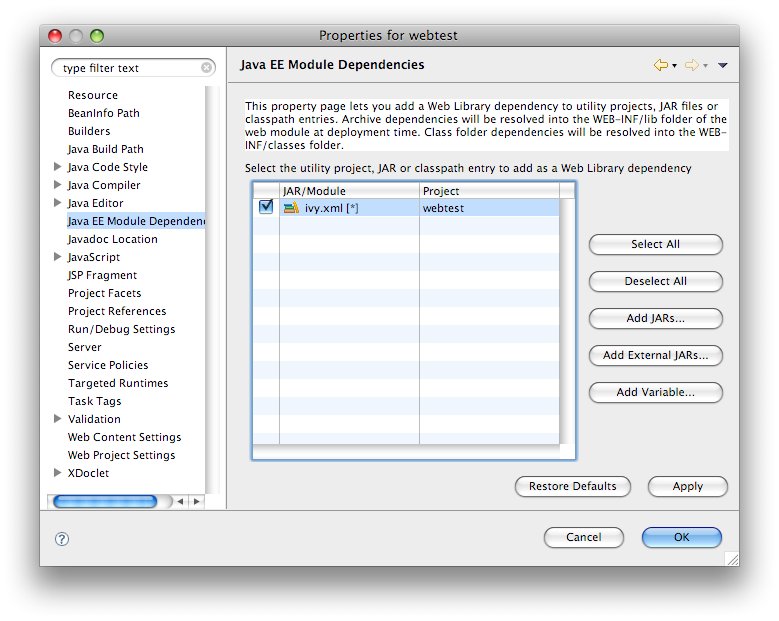 Properties for webtest
type filter text
Resource
BeanInfo Path
Builders
Java Build Path
Java Code Style
Java Compiler
Java Editor
Java EE Module Dependen
Javadoc Location
JavaScript
JSP Fragment
Project Facets
Project References
Run/Debug Settings
Server
Service Policies
Targeted Runtimes
Task Tags
Validation
Web Content Settings
Web Project Settings
XDoclet
Java EE Module Dependencies
This property page lets you add a Web Library dependency to utility projects, JAR files or
classpath entries. Archive dependencies will be resolved into the WEB-INF/lib folder of the
web module at deployment time. Class folder dependencies will be resolved into the WEB-
INF/classes folder.
Select the utility project, JAR or classpath entry to add as a Web Library dependency
JAR/Module Project
ivy.xml [*] webtest
Select All
Deselect All
Add JARs...
Add External JARs...
Add Variable...
Restore Defaults Apply
? Cancel OK